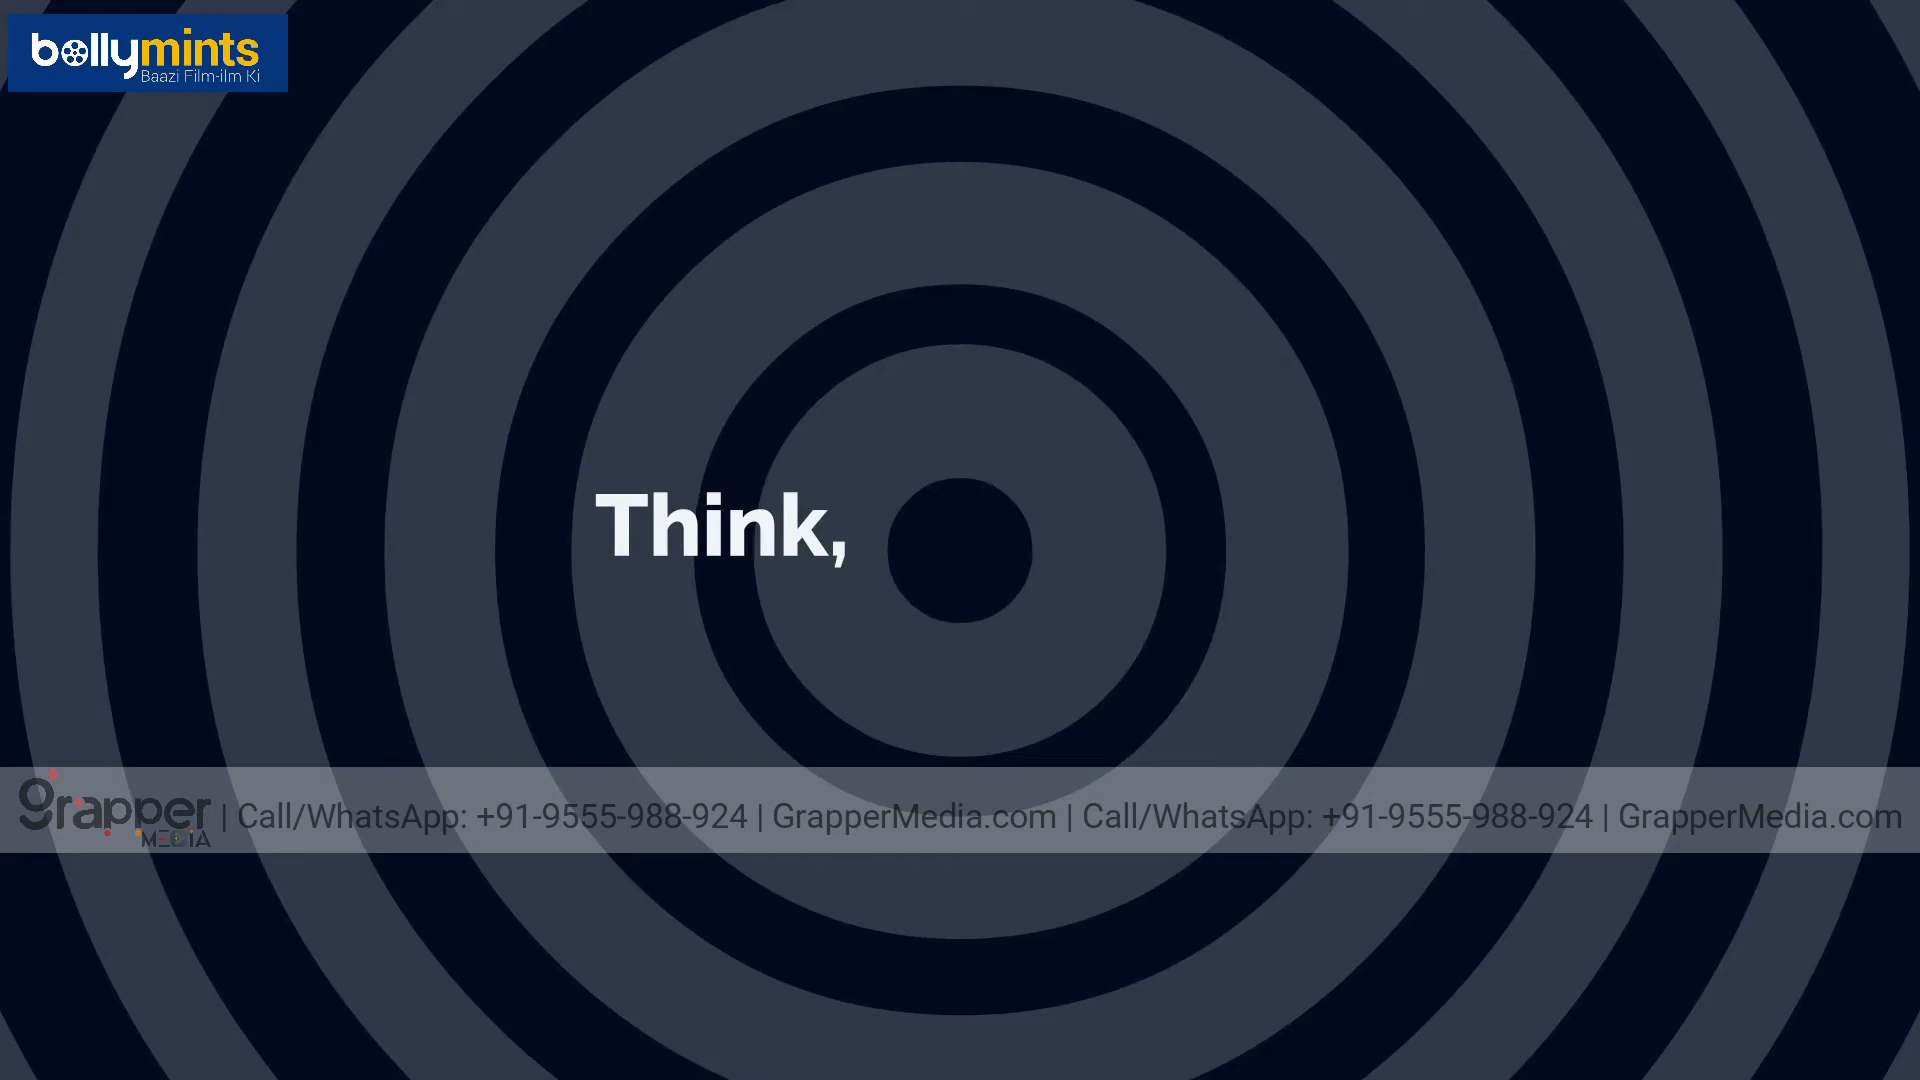 bollymints
Baazi Film-ilm Ki
Think,
grapper MEDIA | Call/WhatsApp: +91-9555-988-924 | GrapperMedia.com | Call/WhatsApp: +91-9555-988-924 | GrapperMedia.com